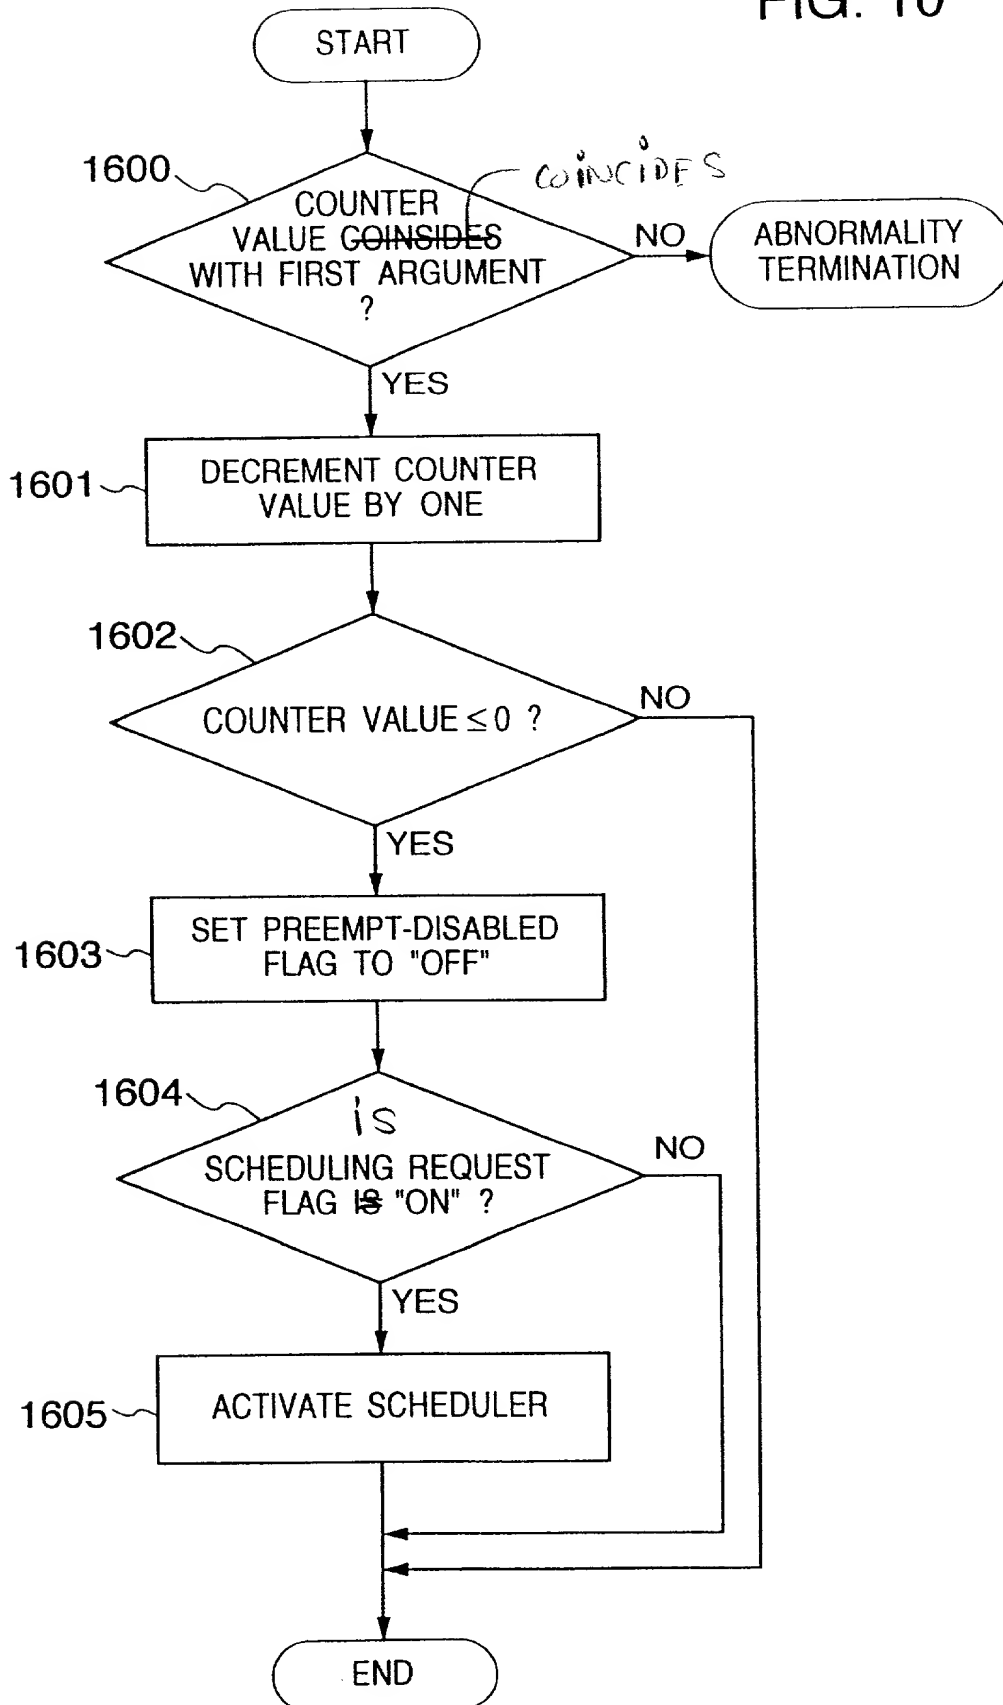 FIG. 10
START
1600
COINCIDES
COUNTER
VALUE COINSIDES
WITH FIRST ARGUMENT
?
NO
ABNORMALITY
TERMINATION
YES
1601
DECREMENT COUNTER
VALUE BY ONE
1602
COUNTER VALUE ≤ 0 ?
NO
YES
1603
SET PREEMPT-DISABLED
FLAG TO "OFF"
1604
is
SCHEDULING REQUEST
FLAG IS "ON" ?
NO
YES
1605
ACTIVATE SCHEDULER
END